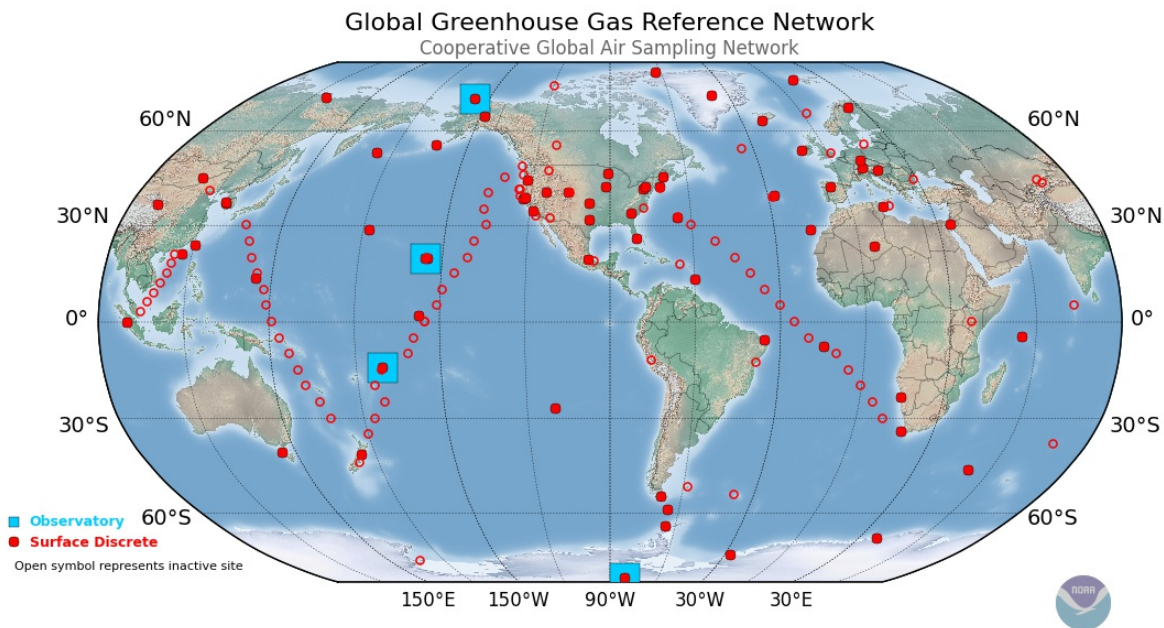 Global Greenhouse Gas Reference Network
Cooperative Global Air Sampling Network
60°N
60°N
30°N
30°N
0°
0°
30°S
30°S
60°S
60°S
Observatory
Surface Discrete
Open symbol represents inactive site
150°E 150°W 90°W 30°W 30°E
NOAA